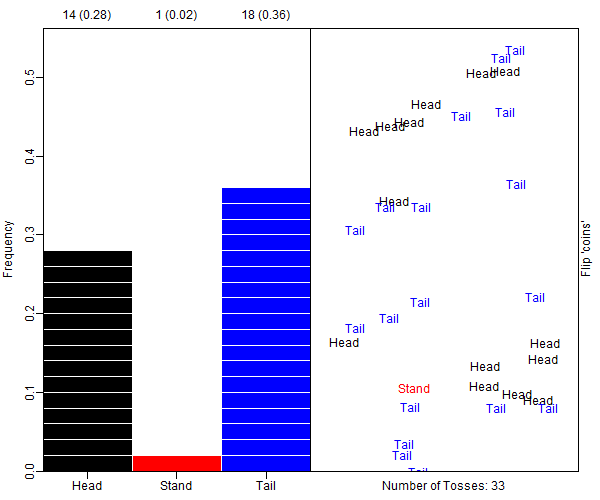 14 (0.28) 1 (0.02) 18 (0.36)
Frequency
0.5
0.4
0.3
0.2
0.1
0.0
Head Stand Tail
Tail
Tail
Head Head
Head
Tail
Tail
Head
Head
Head
Tail
Head
Tail Tail
Tail
Tail
Tail
Tail
Tail
Head
Head
Head
Head
Stand
Head
Head
Head
Tail
Tail
Tail
Tail
Tail
Tail
Flip 'coins'
Number of Tosses: 33